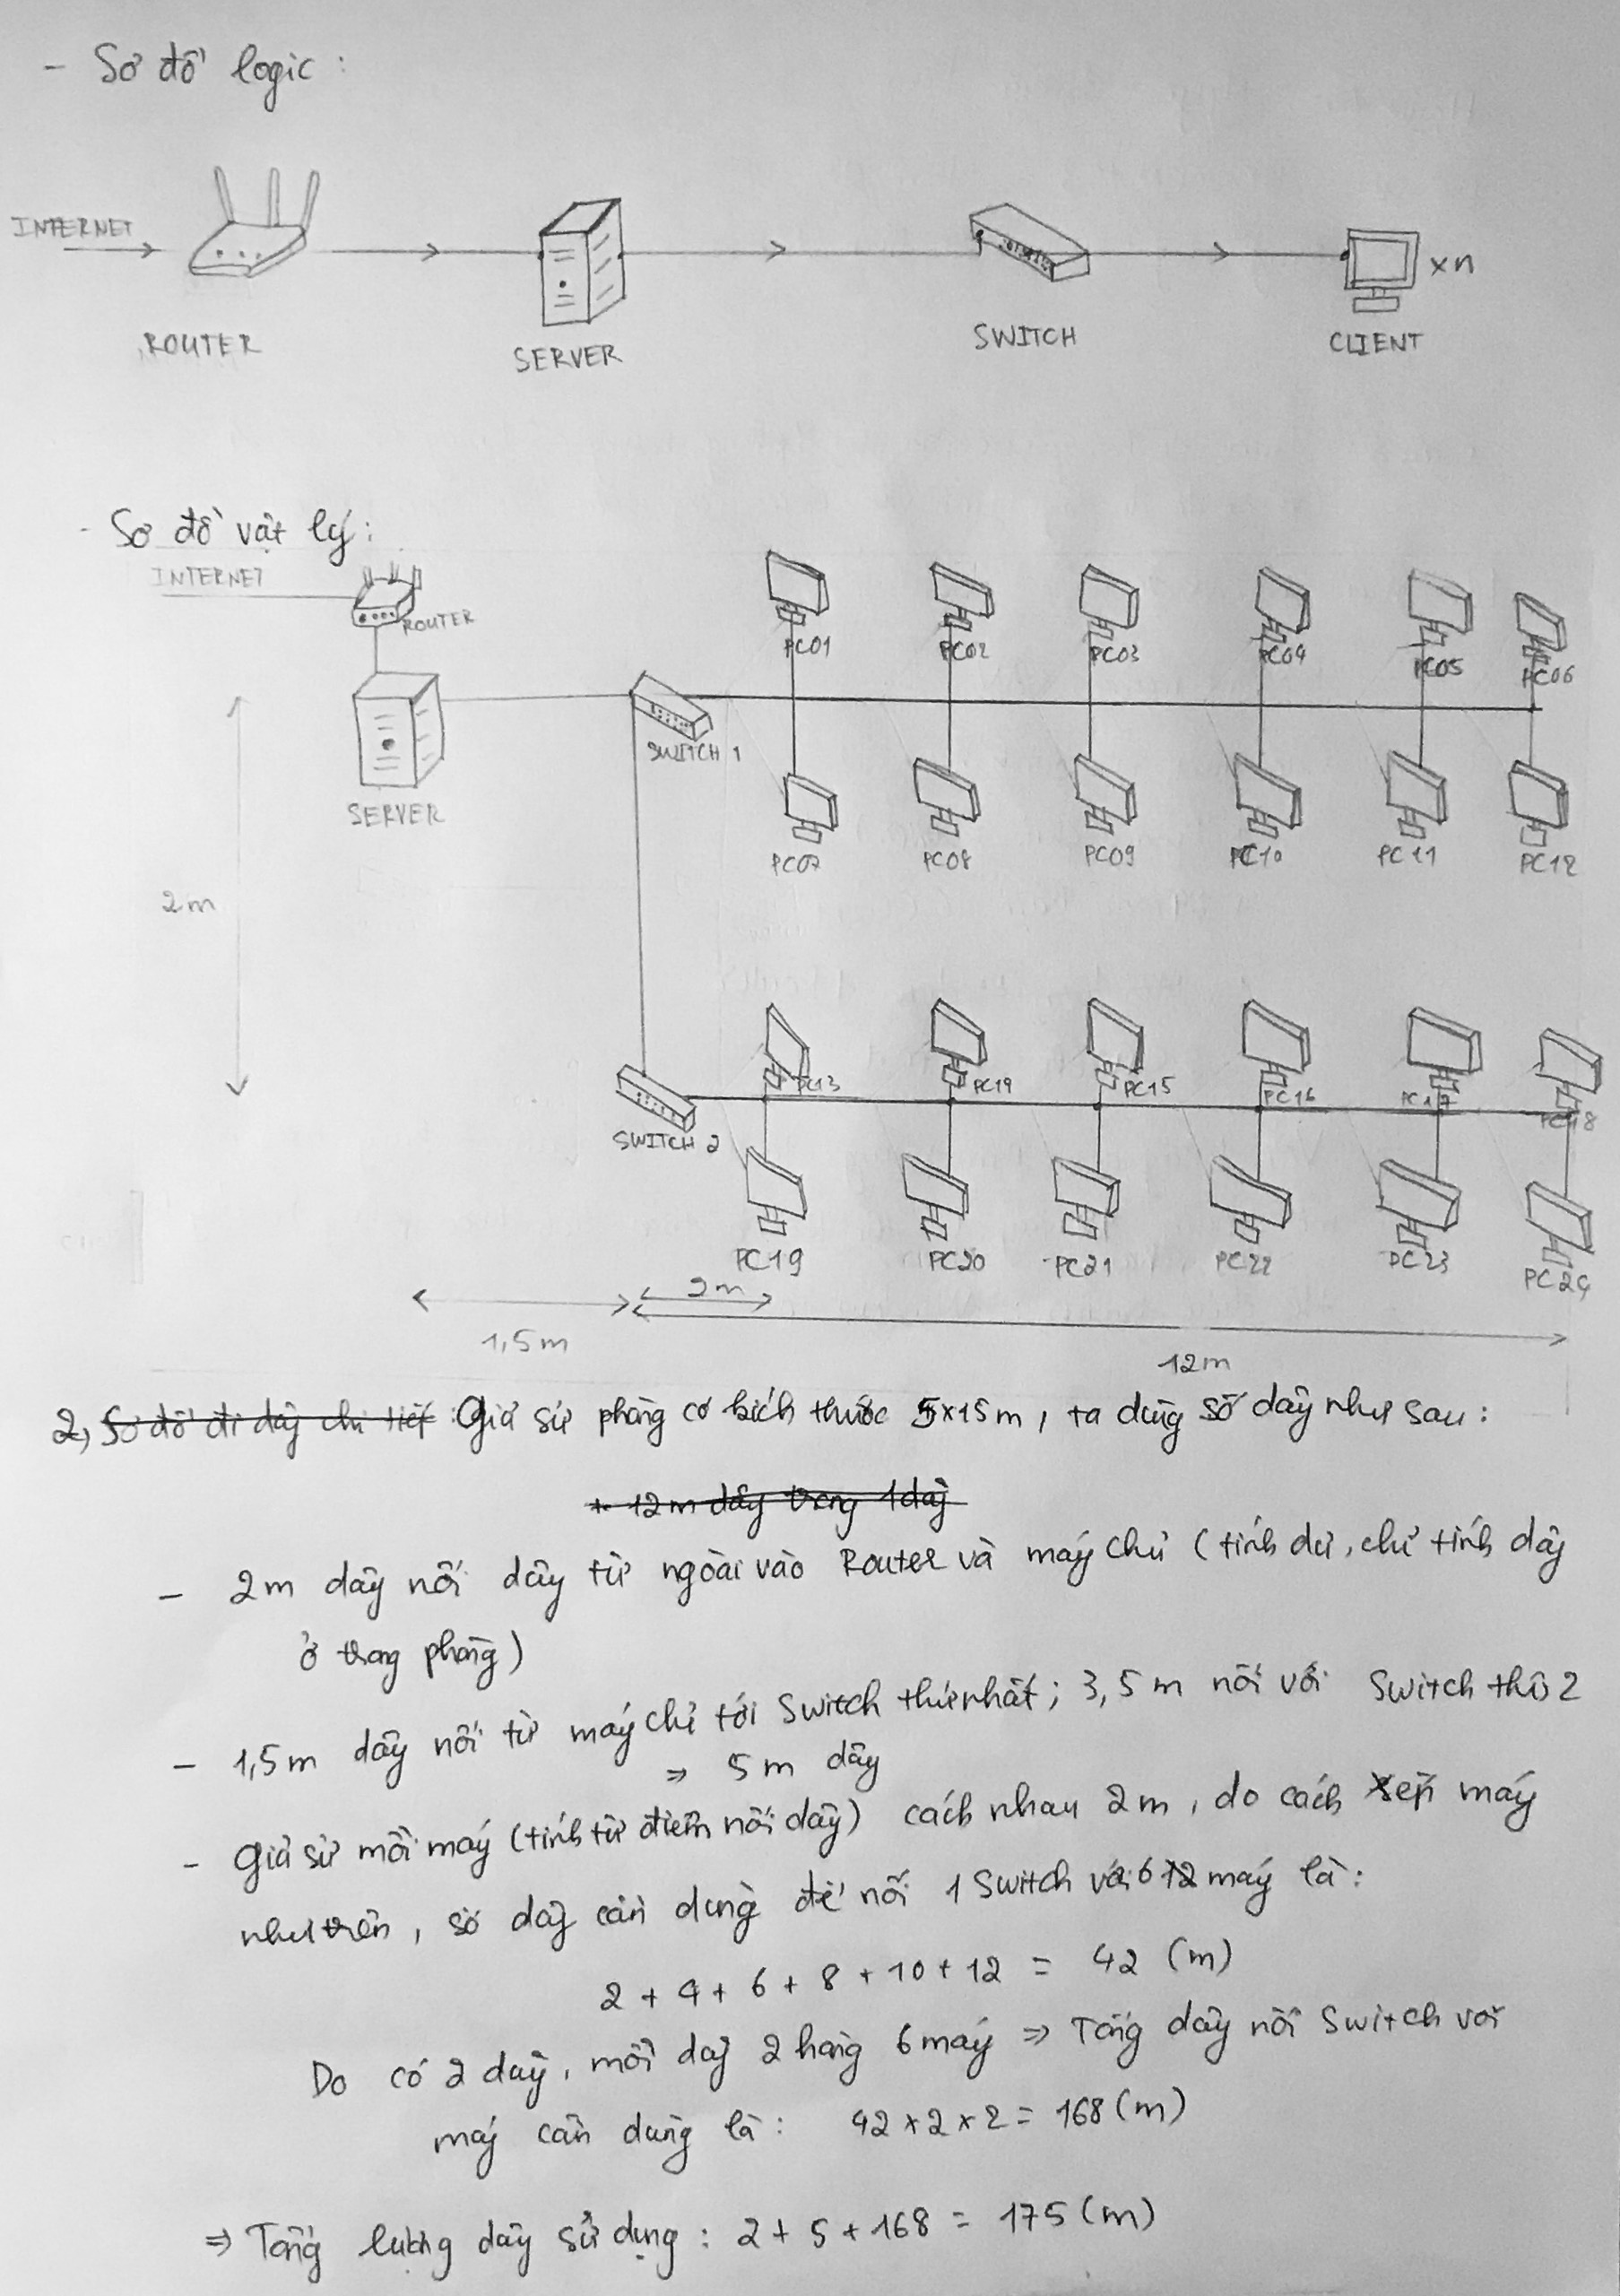 - Sơ đồ logic :
INTERNET
ROUTER
SERVER
SWITCH
CLIENT
xn
- Sơ đồ vật lý :
INTERNET
ROUTER
PC01
PC02
PC03
PC04
PC05
PC06
SWITCH 1
SERVER
PC07
PC08
PC09
PC10
PC11
PC12
2m
PC13
PC14
PC15
PC16
PC17
PC18
SWITCH 2
PC19
PC20
PC21
PC22
PC23
PC24
2m
1,5m
12m
2, Sơ đồ đi dây chi tiết : Giả sử phòng có kích thước 5x15m, ta dùng số dây như sau :
+ 12m dây trong 1 dãy
- 2m dây nối dây từ ngoài vào Router và máy chủ (tính dư, chỉ tính dây
ở trong phòng)
- 1,5m dây nối từ máy chủ tới Switch thứ nhất ; 3,5m nối với Switch thứ 2
⇒ 5m dây
- Giả sử mỗi máy (tính từ điểm nối dây) cách nhau 2m, do cách xếp máy
như trên, số dây cần dùng để nối 1 Switch với 6 máy là :
2 + 4 + 6 + 8 + 10 + 12 = 42 (m)
Do có 2 dãy, mỗi dãy 2 hàng 6 máy ⇒ Tổng dây nối Switch với
máy cần dùng là : 42 x 2 x 2 = 168 (m)
⇒ Tổng lượng dây sử dụng : 2 + 5 + 168 = 175 (m)